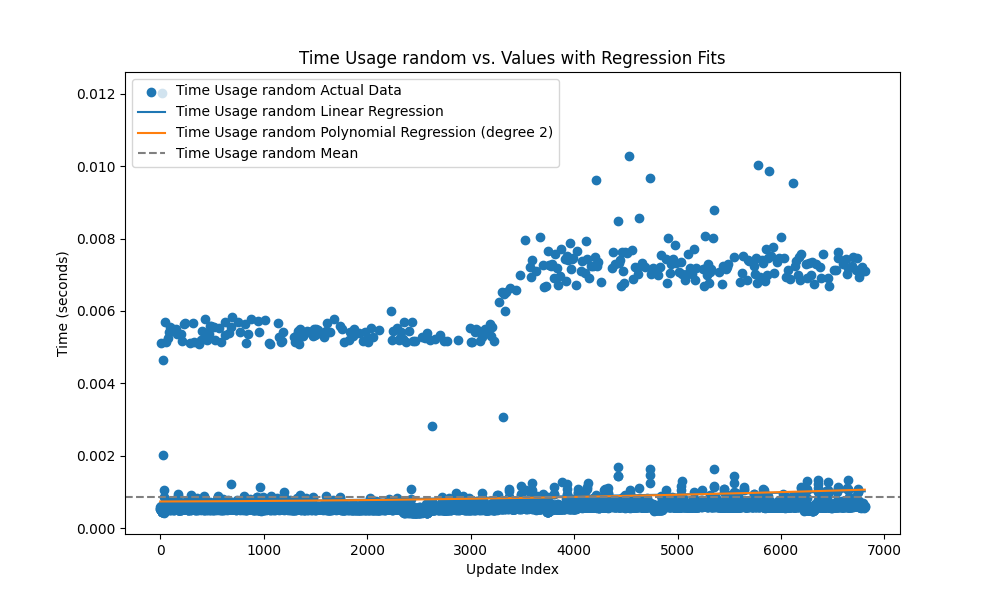 Time Usage random vs. Values with Regression Fits
Time Usage random Actual Data
Time Usage random Linear Regression
Time Usage random Polynomial Regression (degree 2)
Time Usage random Mean
0.012
0.010
0.008
0.006
0.004
0.002
0.000
Time (seconds)
0 1000 2000 3000 4000 5000 6000 7000
Update Index